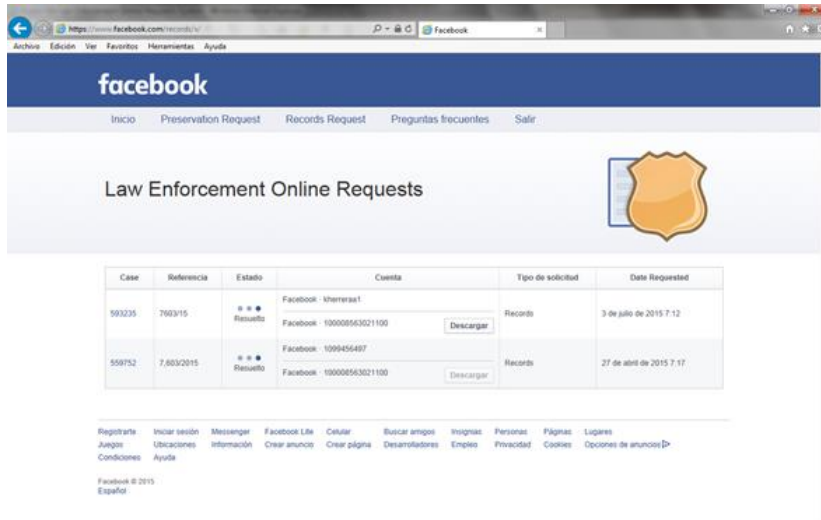 https://www.facebook.com/records/x/
Facebook
Archivo Edición Ver Favoritos Herramientas Ayuda
facebook
Inicio Preservation Request Records Request Preguntas frecuentes Salir
Law Enforcement Online Requests
Case Referencia Estado Cuenta Tipo de solicitud Date Requested
593235 7603/15 Resuelto Facebook · kherreraa1 Records 3 de julio de 2015 7:12
Facebook · 100008563021100 Descargar
559752 7,603/2015 Resuelto Facebook · 1099456497 Records 27 de abril de 2015 7:17
Facebook · 100008563021100 Descargar
Registrarte Iniciar sesión Messenger Facebook Lite Celular Buscar amigos Insignias Personas Páginas Lugares
Juegos Ubicaciones Información Crear anuncio Crear página Desarrolladores Empleo Privacidad Cookies Opciones de anuncios
Condiciones Ayuda
Facebook © 2015
Español